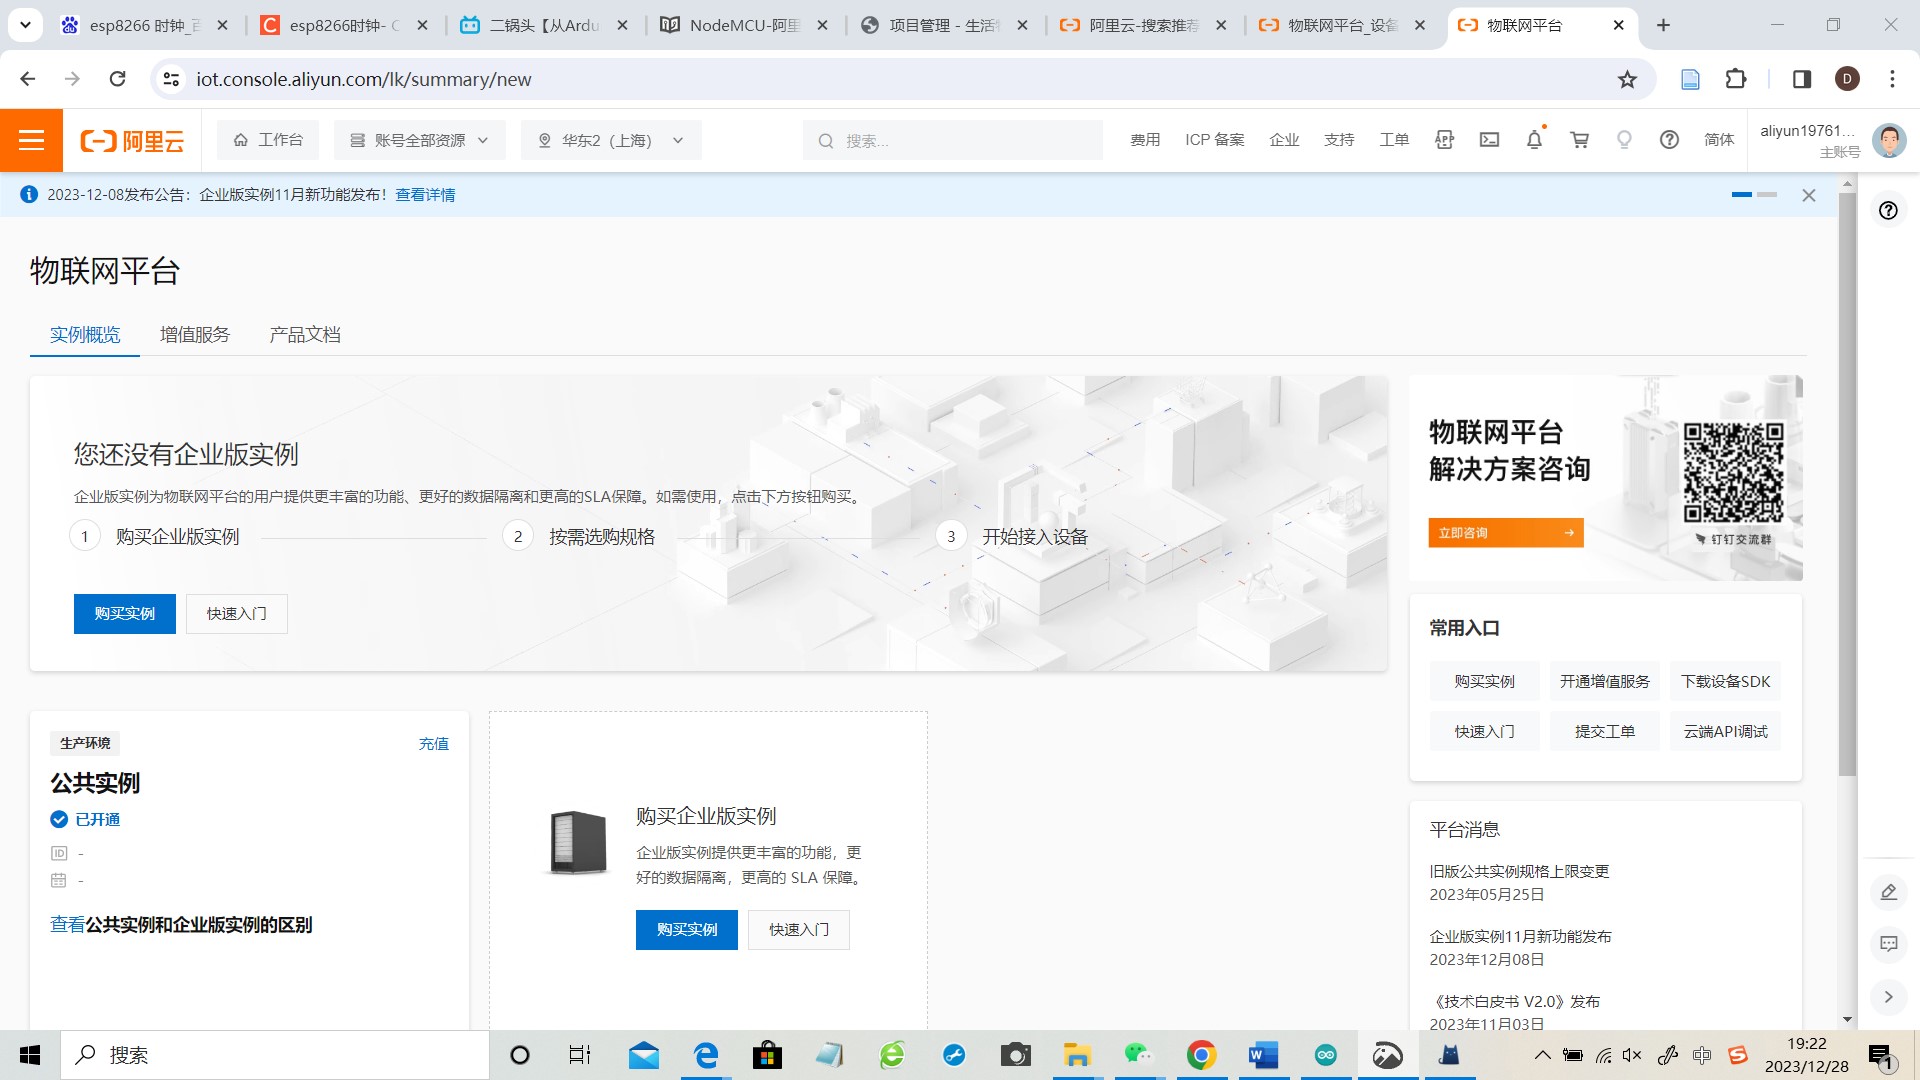 esp8266 时钟_百
esp8266时钟- C
二锅头【从Ardu
NodeMCU-阿里
项目管理 - 生活
阿里云-搜索推荐
物联网平台_设备
物联网平台
iot.console.aliyun.com/lk/summary/new
D
阿里云
工作台
账号全部资源
华东2（上海）
搜索...
费用
ICP 备案
企业
支持
工单
APP
简体
aliyun19761...
主账号
2023-12-08发布公告：企业版实例11月新功能发布！查看详情
物联网平台
实例概览
增值服务
产品文档
您还没有企业版实例
企业版实例为物联网平台的用户提供更丰富的功能、更好的数据隔离和更高的SLA保障。如需使用，点击下方按钮购买。
1 购买企业版实例
2 按需选购规格
3 开始接入设备
购买实例
快速入门
物联网平台
解决方案咨询
立即咨询
钉钉交流群
常用入口
购买实例
开通增值服务
下载设备SDK
快速入门
提交工单
云端API调试
生产环境
充值
公共实例
已开通
ID -
-
查看公共实例和企业版实例的区别
购买企业版实例
企业版实例提供更丰富的功能，更
好的数据隔离，更高的 SLA 保障。
购买实例
快速入门
平台消息
旧版公共实例规格上限变更
2023年05月25日
企业版实例11月新功能发布
2023年12月08日
《技术白皮书 V2.0》发布
2023年11月03日
搜索
中
19:22
2023/12/28
1